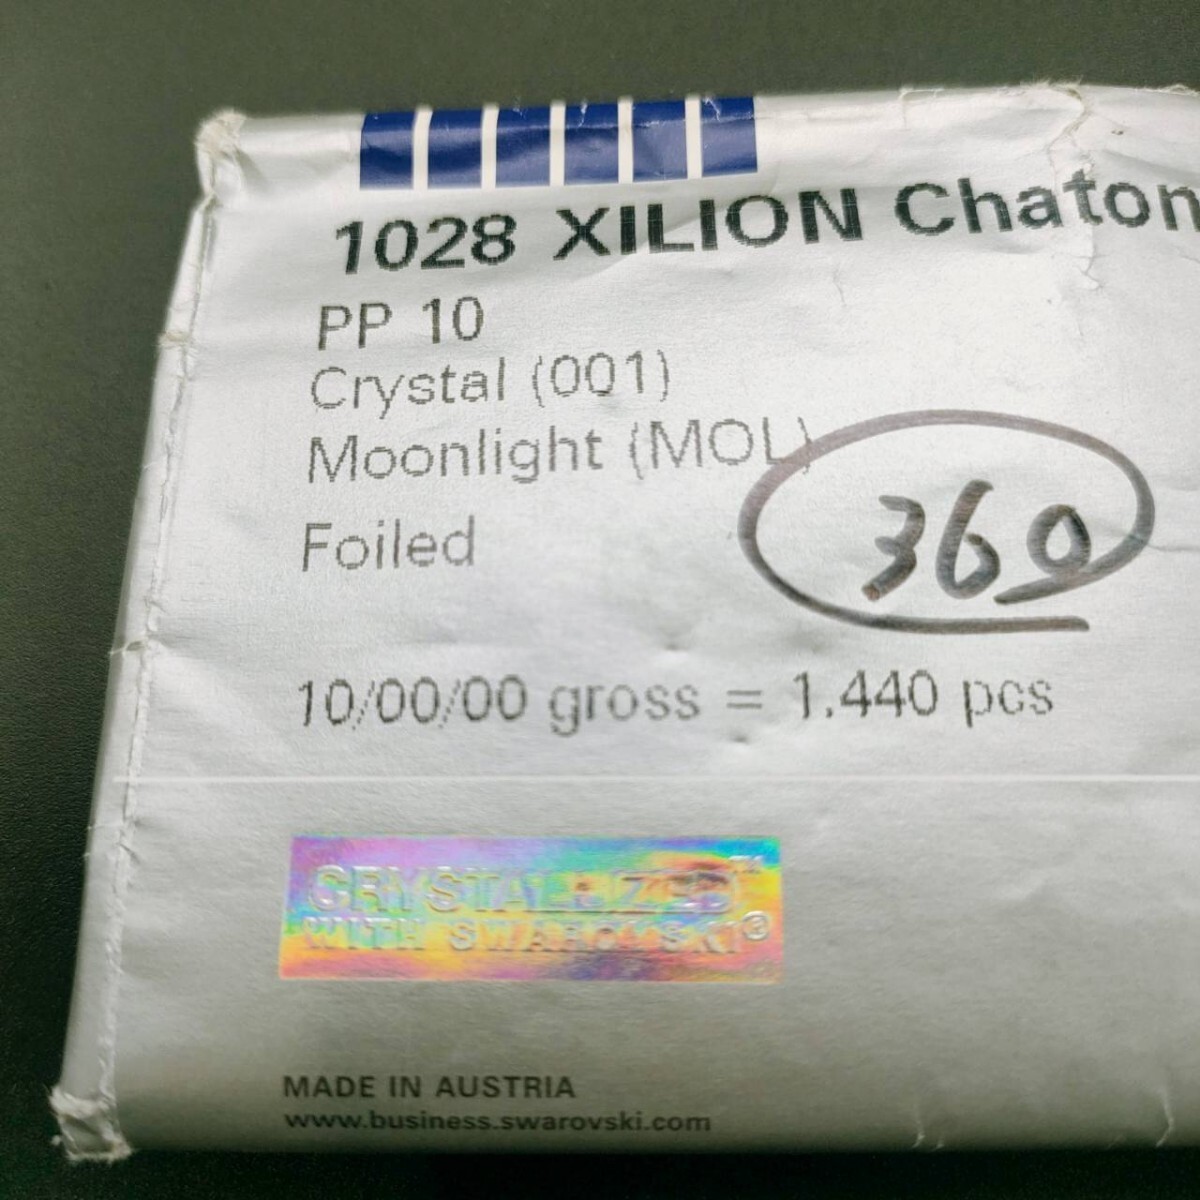 1028 XILION Chaton
PP 10
Crystal (001)
Moonlight (MOL)
360
Foiled
10/00/00 gross = 1.440 pcs
CRYSTALLIZED™
WITH SWAROVSKI®
MADE IN AUSTRIA
www.business.swarovski.com